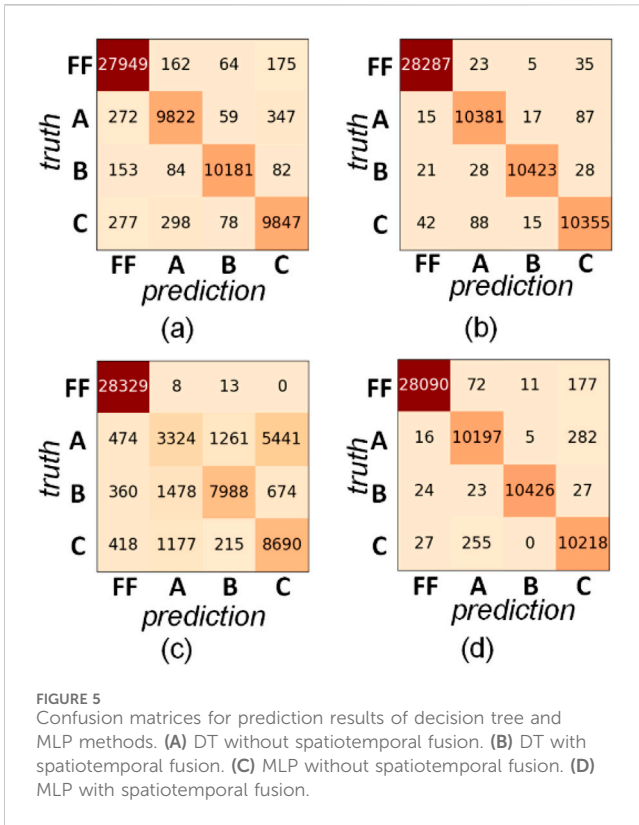 FF 27949 162 64 175
A 272 9822 59 347
B 153 84 10181 82
C 277 298 78 9847
truth
FF A B C
prediction
(a)
FF 28287 23 5 35
A 15 10381 17 87
B 21 28 10423 28
C 42 88 15 10355
truth
FF A B C
prediction
(b)
FF 28329 8 13 0
A 474 3324 1261 5441
B 360 1478 7988 674
C 418 1177 215 8690
truth
FF A B C
prediction
(c)
FF 28090 72 11 177
A 16 10197 5 282
B 24 23 10426 27
C 27 255 0 10218
truth
FF A B C
prediction
(d)
FIGURE 5
Confusion matrices for prediction results of decision tree and
MLP methods. (A) DT without spatiotemporal fusion. (B) DT with
spatiotemporal fusion. (C) MLP without spatiotemporal fusion. (D)
MLP with spatiotemporal fusion.